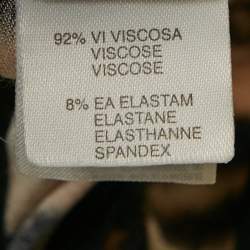 92% VI VISCOSA
VISCOSE
VISCOSE
8% EA ELASTAM
ELASTANE
ELASTHANNE
SPANDEX